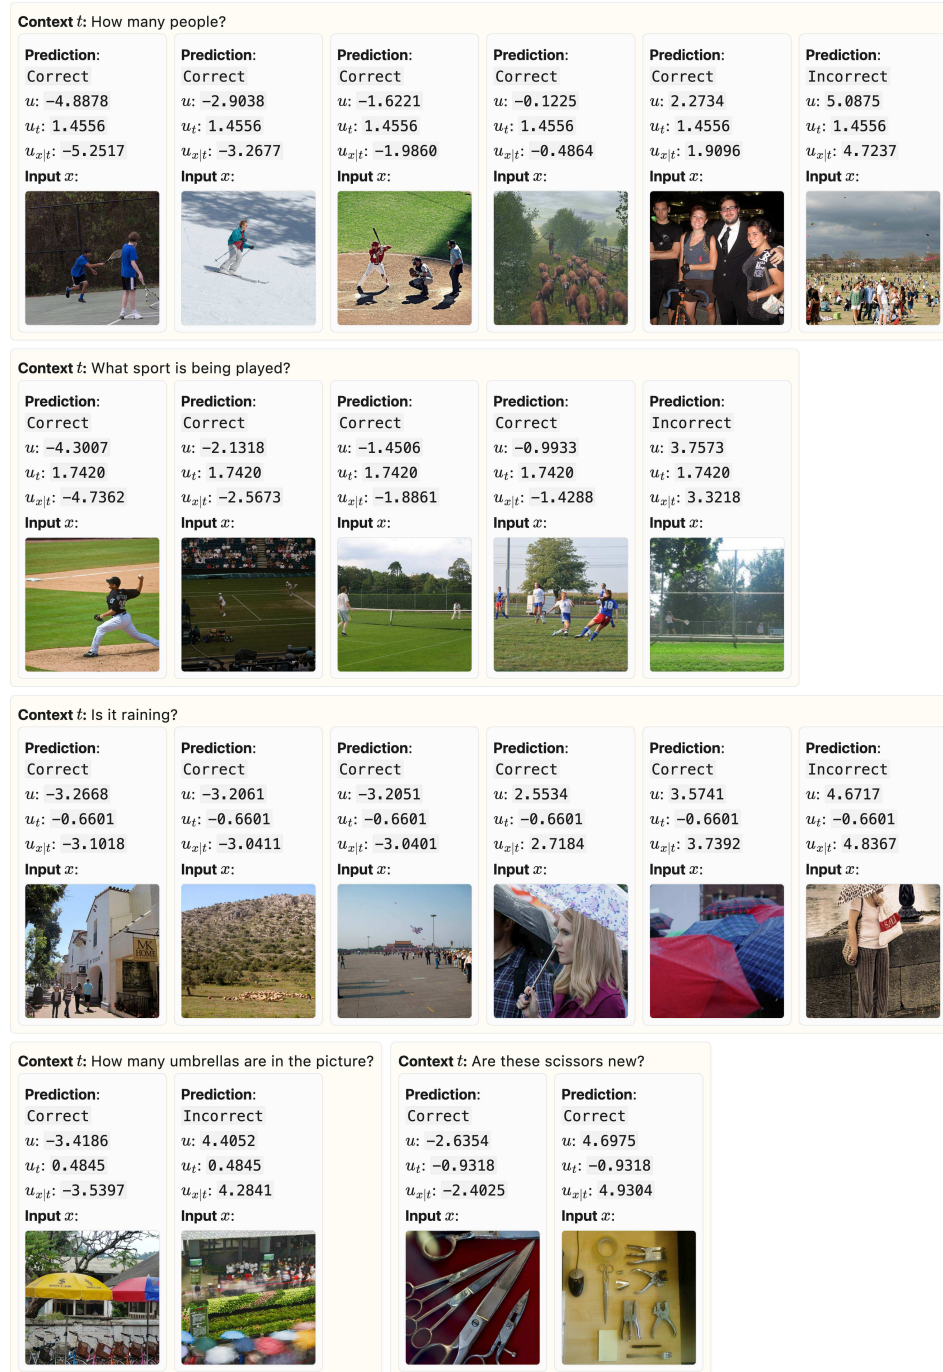 Context t: How many people?
Prediction: Prediction: Prediction: Prediction: Prediction: Prediction:
Correct Correct Correct Correct Correct Incorrect
u: −4.8878 u: −2.9038 u: −1.6221 u: −0.1225 u: 2.2734 u: 5.0875
uₜ: 1.4556 uₜ: 1.4556 uₜ: 1.4556 uₜ: 1.4556 uₜ: 1.4556 uₜ: 1.4556
uₓ|ₜ: −5.2517 uₓ|ₜ: −3.2677 uₓ|ₜ: −1.9860 uₓ|ₜ: −0.4864 uₓ|ₜ: 1.9096 uₓ|ₜ: 4.7237
Input x: Input x: Input x: Input x: Input x: Input x:
Context t: What sport is being played?
Prediction: Prediction: Prediction: Prediction: Prediction:
Correct Correct Correct Correct Incorrect
u: −4.3007 u: −2.1318 u: −1.4506 u: −0.9933 u: 3.7573
uₜ: 1.7420 uₜ: 1.7420 uₜ: 1.7420 uₜ: 1.7420 uₜ: 1.7420
uₓ|ₜ: −4.7362 uₓ|ₜ: −2.5673 uₓ|ₜ: −1.8861 uₓ|ₜ: −1.4288 uₓ|ₜ: 3.3218
Input x: Input x: Input x: Input x: Input x:
18
Context t: Is it raining?
Prediction: Prediction: Prediction: Prediction: Prediction: Prediction:
Correct Correct Correct Correct Correct Incorrect
u: −3.2668 u: −3.2061 u: −3.2051 u: 2.5534 u: 3.5741 u: 4.6717
uₜ: −0.6601 uₜ: −0.6601 uₜ: −0.6601 uₜ: −0.6601 uₜ: −0.6601 uₜ: −0.6601
uₓ|ₜ: −3.1018 uₓ|ₜ: −3.0411 uₓ|ₜ: −3.0401 uₓ|ₜ: 2.7184 uₓ|ₜ: 3.7392 uₓ|ₜ: 4.8367
Input x: Input x: Input x: Input x: Input x: Input x:
MK
HOME
Context t: How many umbrellas are in the picture? Context t: Are these scissors new?
Prediction: Prediction: Prediction: Prediction:
Correct Incorrect Correct Correct
u: −3.4186 u: 4.4052 u: −2.6354 u: 4.6975
uₜ: 0.4845 uₜ: 0.4845 uₜ: −0.9318 uₜ: −0.9318
uₓ|ₜ: −3.5397 uₓ|ₜ: 4.2841 uₓ|ₜ: −2.4025 uₓ|ₜ: 4.9304
Input x: Input x: Input x: Input x: